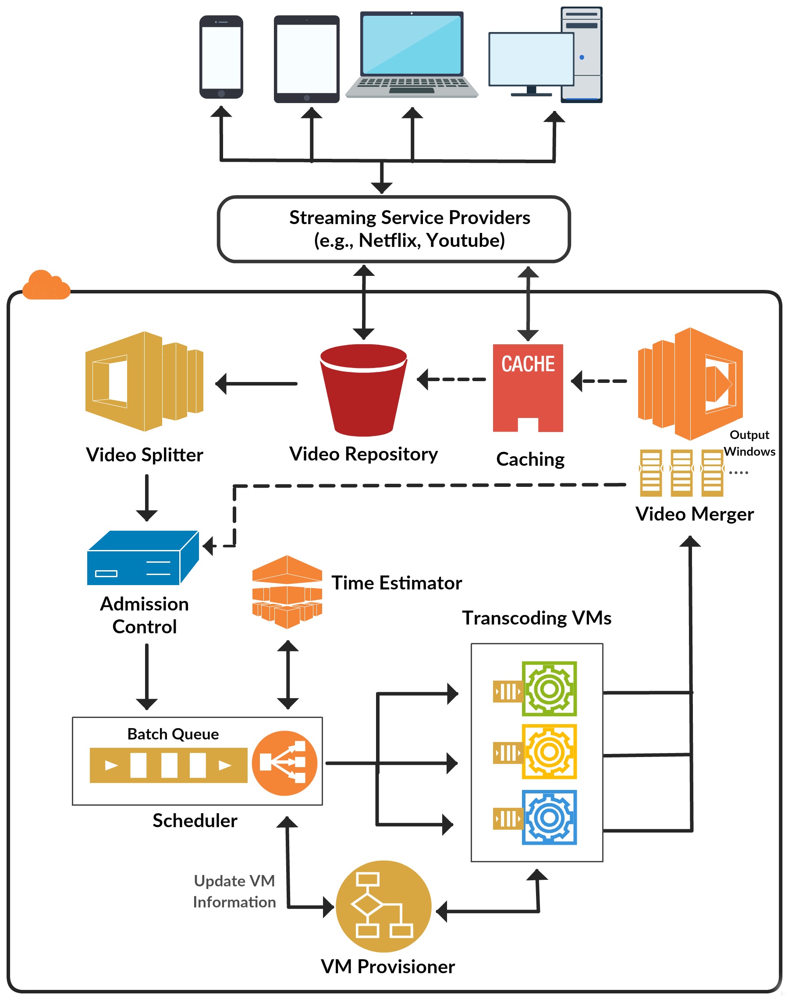 Streaming Service Providers
(e.g., Netflix, Youtube)
CACHE
Video Splitter
Video Repository
Caching
Output
Windows
....
Video Merger
Admission
Control
Time Estimator
Transcoding VMs
Batch Queue
Scheduler
Update VM
Information
VM Provisioner